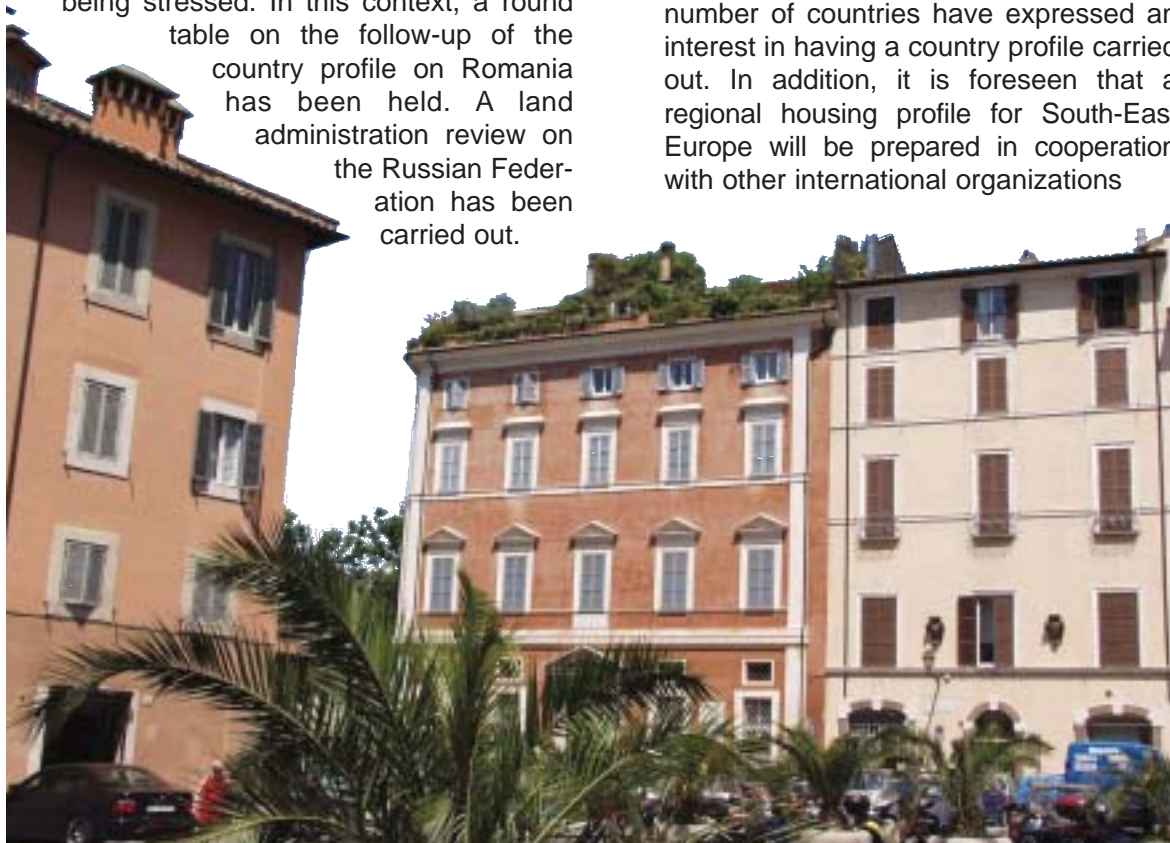 being stressed. In this context, a round
table on the follow-up of the
country profile on Romania
has been held. A land
administration review on
the Russian Feder-
ation has been
carried out.
number of countries have expressed an
interest in having a country profile carried
out. In addition, it is foreseen that a
regional housing profile for South-East
Europe will be prepared in cooperation
with other international organizations